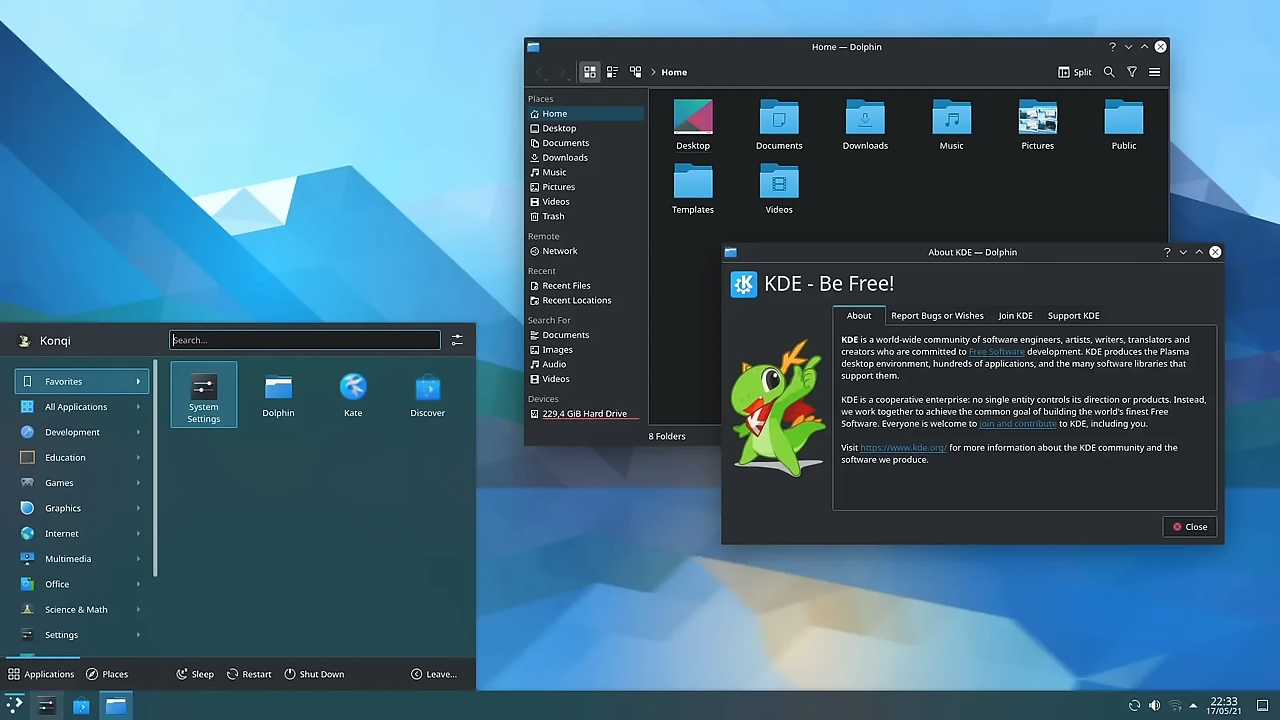 Home — Dolphin
?
Home
Split
Places
Home
Desktop
Documents
Downloads
Music
Pictures
Videos
Trash
Remote
Network
Recent
Recent Files
Recent Locations
Search For
Documents
Images
Audio
Videos
Devices
229,4 GiB Hard Drive
Desktop
Documents
Downloads
Music
Pictures
Public
Templates
Videos
8 Folders
About KDE — Dolphin
?
KDE - Be Free!
About
Report Bugs or Wishes
Join KDE
Support KDE
KDE is a world-wide community of software engineers, artists, writers, translators and
creators who are committed to Free Software development. KDE produces the Plasma
desktop environment, hundreds of applications, and the many software libraries that
support them.
KDE is a cooperative enterprise: no single entity controls its direction or products. Instead,
we work together to achieve the common goal of building the world's finest Free
Software. Everyone is welcome to join and contribute to KDE, including you.
Visit https://www.kde.org/ for more information about the KDE community and the
software we produce.
Close
Konqi
Search...
Favorites
All Applications
Development
Education
Games
Graphics
Internet
Multimedia
Office
Science & Math
Settings
System
Settings
Dolphin
Kate
Discover
Applications
Places
Sleep
Restart
Shut Down
Leave...
22:33
17/05/21